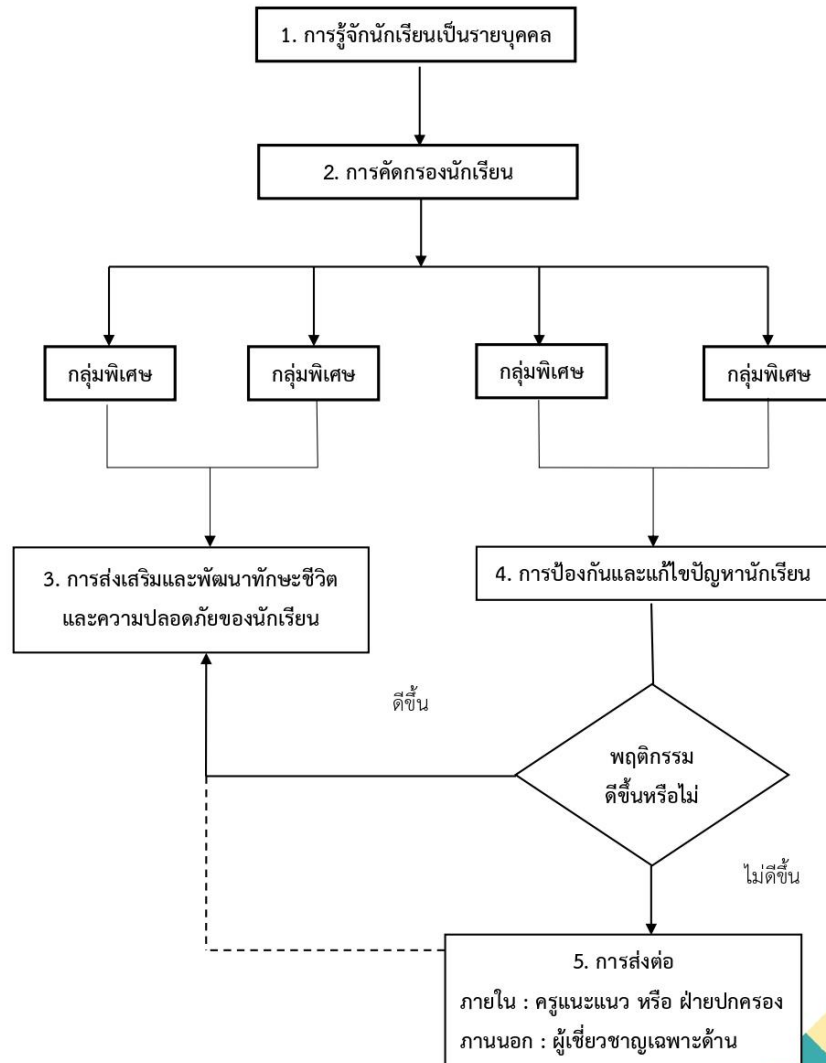 1. การรู้จักนักเรียนเป็นรายบุคคล
2. การคัดกรองนักเรียน
กลุ่มพิเศษ
กลุ่มพิเศษ
กลุ่มพิเศษ
กลุ่มพิเศษ
3. การส่งเสริมและพัฒนาทักษะชีวิต
และความปลอดภัยของนักเรียน
4. การป้องกันและแก้ไขปัญหานักเรียน
ดีขึ้น
พฤติกรรม
ดีขึ้นหรือไม่
ไม่ดีขึ้น
5. การส่งต่อ
ภายใน : ครูแนะแนว หรือ ฝ่ายปกครอง
ภานนอก : ผู้เชี่ยวชาญเฉพาะด้าน